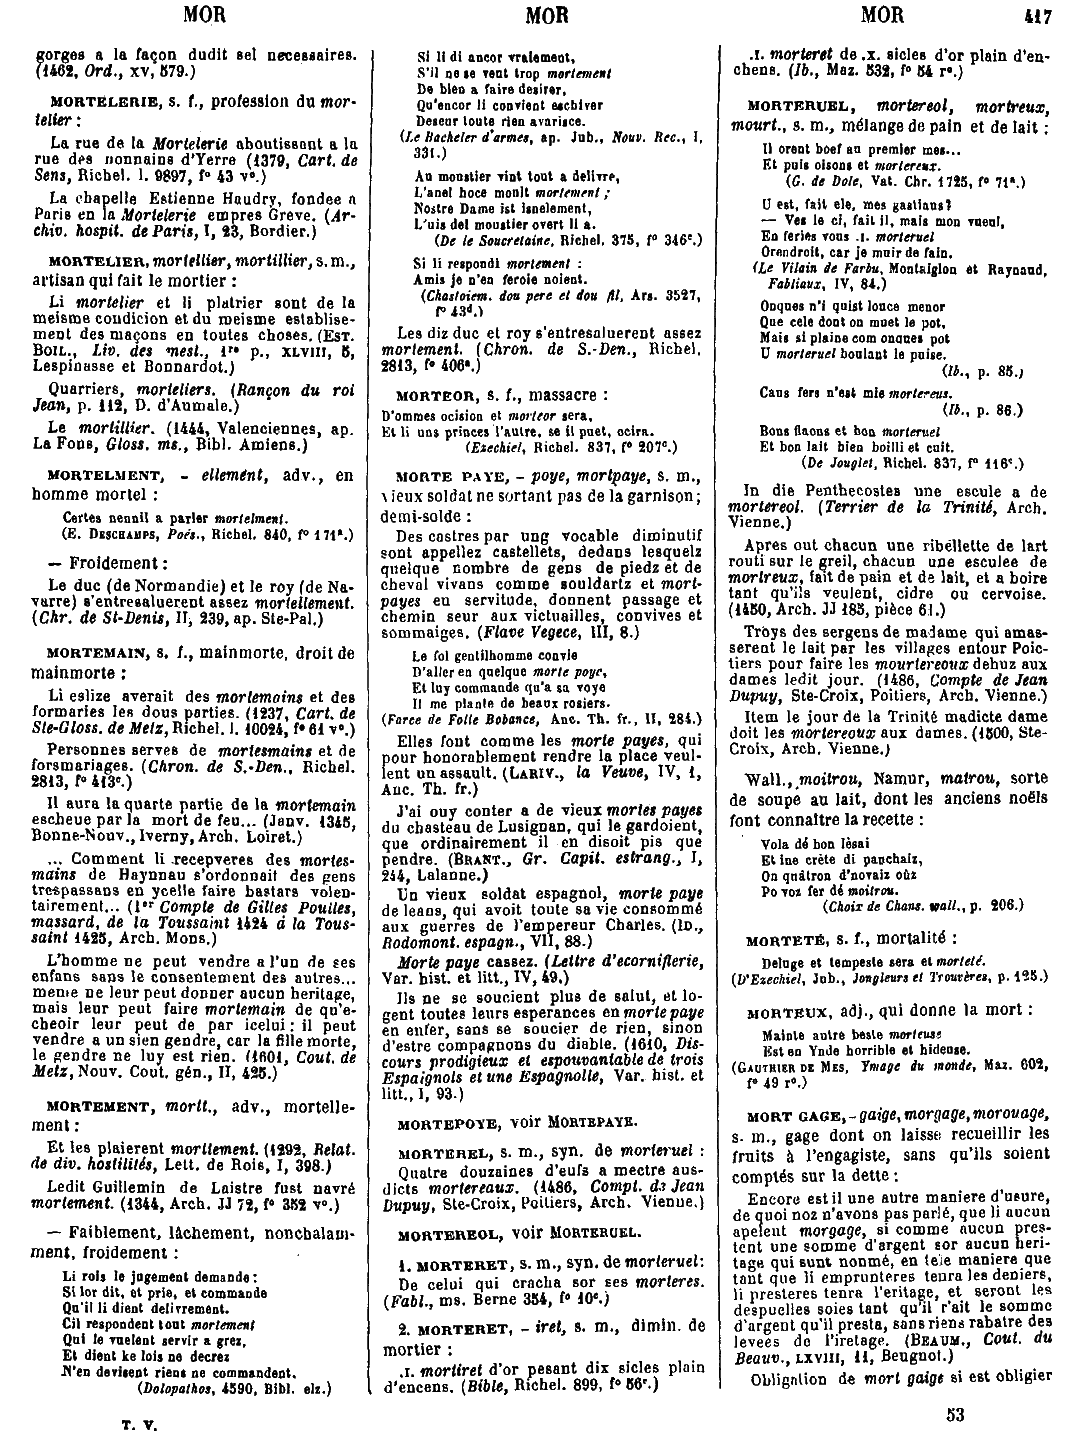 MOR
MOR
MOR 417
gorges a la façon dudit sel necessaires.
(1462, Ord., XV, 579.)
MORTELERIE, s. f., profession du mor-
telier :
La rue de la Mortelerie aboutissant a la
rue des nonnains d'Yerre (1379, Cart. de
Sens, Richel. l. 9897, f° 43 v°.)
La chapelle Estienne Haudry, fondee a
Paris en la Mortelerie empres Greve. (Ar-
chiv. hospit. de Paris, I, 23, Bordier.)
MORTELIER, mortellier, mortillier, s. m.,
artisan qui fait le mortier :
Li mortelier et li platrier sont de la
meisme condicion et du meisme establise-
ment des maçons en toutes choses. (EST.
BOIL., Liv. des mest., 1re p., XLVIII, 5,
Lespinasse et Bonnardot.)
Quarriers, morteliers. (Rançon du roi
Jean, p. 112, D. d'Aumale.)
Le mortillier. (1444, Valenciennes, ap.
La Fons, Gloss. ms., Bibl. Amiens.)
MORTELMENT, - ellement, adv., en
homme mortel :
Certes nennil a parler mortelment.
(E. DESCHAMPS, Poés., Richel. 840, f° 171ª.)
— Froidement :
Le duc (de Normandie) et le roy (de Na-
varre) s'entresaluerent assez mortellement.
(Chr. de St-Denis, II, 239, ap. Ste-Pal.)
MORTEMAIN, s. f., mainmorte, droit de
mainmorte :
Li eslize averait des mortemains et des
formaries les dous parties. (1237, Cart. de
Ste-Gloss. de Metz, Richel. l. 10024, f° 61 v°.)
Personnes serves de mortesmains et de
forsmariages. (Chron. de S.-Den., Richel.
2813, f° 413c.)
Il aura la quarte partie de la mortemain
escheue par la mort de feu... (Janv. 1345,
Bonne-Nouv., Iverny, Arch. Loiret.)
... Comment li recepveres des mortes-
mains de Haynnau s'ordonnait des gens
trespassans en ycelle faire bastars volen-
tairement... (1er Compte de Gilles Poulles,
massard, de la Toussaint 1424 à la Tous-
saint 1425, Arch. Mons.)
L'homme ne peut vendre a l'un de ses
enfans sans le consentement des autres...
meme ne leur peut donner aucun heritage,
mais leur peut faire mortemain de qu'e-
cheoir leur peut de par icelui : il peut
vendre a un sien gendre, car la fille morte,
le gendre ne luy est rien. (1601, Cout. de
Metz, Nouv. Cout. gén., II, 425.)
MORTEMENT, mortt., adv., mortelle-
ment :
Et les plaierent morttement. (1292, Relat.
de div. hostilités, Lett. de Rois, I, 398.)
Ledit Guillemin de Laistre fust navré
mortement. (1344, Arch. JJ 72, f° 352 v°.)
— Faiblement, lâchement, nonchalam-
ment, froidement :
Li rois le jugement demande :
Si lor dit, et prie, et commande
Qu'il li dient delivrement.
Cil respondent tout mortement
Qui le vuelent servir a grez,
Et dient ke lois ne decrez
N'en devisent riens ne commandent.
(Dolopathos, 4590, Bibl. elz.)
T. V.
Si li di ancor vraiement,
S'il ne se veut trop mortement
De bien a faire desirer,
Qu'encor li convient eschiver
Deseur toute rien avarisce.
(Le Bacheler d'armes, ap. Jub., Nouv. Rec., I,
331.)
Au monstier vint tout a delivre,
L'anel hoce moult mortement ;
Nostre Dame ist isnelement,
L'uis del moustier overt li a.
(De le Soucretaine, Richel. 375, f° 346c.)
Si li respondi mortement :
Amis je n'en feroie noient.
(Chastoiem. dou pere et dou fil, Ars. 3527,
f° 43d.)
Les diz duc et roy s'entresaluerent assez
mortement. (Chron. de S.-Den., Richel.
2813, f° 406ª.)
MORTEOR, s. f., massacre :
D'ommes ocision et morteor sera,
Et li uns princes l'autre, se il puet, ocira.
(Ezechiel, Richel. 837, f° 207c.)
MORTE PAYE, - poye, mortpaye, s. m.,
vieux soldat ne sortant pas de la garnison ;
demi-solde :
Des castres par ung vocable diminutif
sont appellez castellets, dedans lesquelz
quelque nombre de gens de piedz et de
cheval vivans comme souldartz et mort-
payes en servitude, donnent passage et
chemin seur aux victuailles, convives et
sommaiges. (Flave Vegece, III, 8.)
Le fol gentilhomme convie
D'aller en quelque morte poye,
Et luy commande qu'a sa voye
Il me plante de beaux rosiers.
(Farce de Folle Bobance, Anc. Th. fr., II, 284.)
Elles font comme les morte payes, qui
pour honorablement rendre la place veul-
lent un assault. (LARIV., la Veuve, IV, 1,
Anc. Th. fr.)
J'ai ouy conter a de vieux mortes payes
du chasteau de Lusignan, qui le gardoient,
que ordinairement il en disoit pis que
pendre. (BRANT., Gr. Capit. estrang., I,
244, Lalanne.)
Un vieux soldat espagnol, morte paye
de leans, qui avoit toute sa vie consommé
aux guerres de l'empereur Charles. (ID.,
Rodomont. espagn., VII, 88.)
Morte paye cassez. (Lettre d'ecorniflerie,
Var. hist. et litt., IV, 49.)
Ils ne se soucient plus de salut, et lo-
gent toutes leurs esperances en morte paye
en enfer, sans se soucier de rien, sinon
d'estre compagnons du diable. (1610, Dis-
cours prodigieux et espouvantable de trois
Espaignols et une Espagnolle, Var. hist. et
litt., I, 93.)
MORTEPOYE, voir MORTEPAYE.
MORTEREL, s. m., syn. de morteruel :
Quatre douzaines d'eufs a mectre aus-
dicts mortereaux. (1486, Compt. de Jean
Dupuy, Ste-Croix, Poitiers, Arch. Vienne.)
MORTEREOL, voir MORTERUEL.
1. MORTERET, s. m., syn. de morteruel :
De celui qui cracha sor ses morteres.
(Fabl., ms. Berne 354, f° 10c.)
2. MORTERET, - iret, s. m., dimin. de
mortier :
.I. mortiret d'or pesant dix sicles plain
d'encens. (Bible, Richel. 899, f° 56c.)
.I. morteret de .X. sicles d'or plain d'en-
chens. (Ib., Maz. 532, f° 54 r°.)
MORTERUEL, mortereol, mortreux,
mourt., s. m., mélange de pain et de lait :
Il orent boef au premier mes...
Et puis oisons et mortereux.
(G. de Dole, Vat. Chr. 1725, f° 71ª.)
U est, fait ele, mes gastiaus?
— Ves le ci, fait il, mais mon vueul,
En feries vous .I. morteruel
Orendroit, car je muir de fain.
(Le Vilain de Farbu, Montaiglon et Raynaud,
Fabliaux, IV, 84.)
Onques n'i quist louce menor
Que cele dont on muet le pot,
Mais si plaine com onques pot
U morteruel boulant le puise.
(Ib., p. 85.)
Caus fers n'est mie mortereus.
(Ib., p. 86.)
Bons flaons et bon morteruel
Et bon lait bien boilli et cuit.
(De Jouglet, Richel. 837, f° 116c.)
In die Penthecostes une escule a de
mortereol. (Terrier de la Trinité, Arch.
Vienne.)
Apres out chacun une ribellette de lart
routi sur le greil, chacun une esculee de
mortreux, fait de pain et de lait, et a boire
tant qu'ils veulent, cidre ou cervoise.
(1450, Arch. JJ 185, pièce 61.)
Troys des sergens de madame qui amas-
serent le lait par les villages entour Poic-
tiers pour faire les mourtereoux dehuz aux
dames ledit jour. (1486, Compte de Jean
Dupuy, Ste-Croix, Poitiers, Arch. Vienne.)
Item le jour de la Trinité madicte dame
doit les mortereoux aux dames. (1500, Ste-
Croix, Arch. Vienne.)
Wall., moitrou, Namur, matrou, sorte
de soupe au lait, dont les anciens noëls
font connaître la recette :
Vola dé bon lèsai
Et ine crète di panchaiz,
On quâtron d'novaiz oûz
Po voz fer dé moitrou.
(Choix de Chans. wall., p. 206.)
MORTETÉ, s. f., mortalité :
Deluge et tempeste sera et morteté.
(D'Ezechiel, Jub., Jongleurs et Trouvères, p. 125.)
MORTEUX, adj., qui donne la mort :
Mainte autre beste morteuse
Est en Ynde horrible et hideuse.
(GAUTHIER DE MES, Ymage du monde, Maz. 602,
f° 49 r°.)
MORT GAGE, - gaige, morgage, morouage,
s. m., gage dont on laisse recueillir les
fruits à l'engagiste, sans qu'ils soient
comptés sur la dette :
Encore est il une autre maniere d'usure,
de quoi noz n'avons pas parlé, que li aucun
apelent morgage, si comme aucun pres-
tent une somme d'argent sor aucun heri-
tage qui sunt nonmé, en tele maniere que
tant que li emprunteres tenra les deniers,
li presteres tenra l'eritage, et seront les
despuelles soies tant qu'il r'ait le somme
d'argent qu'il presta, sans riens rabatre des
levees de l'iretage. (BEAUM., Cout. du
Beauv., LXVIII, 11, Beugnot.)
Obligation de mort gaige si est obligier
53